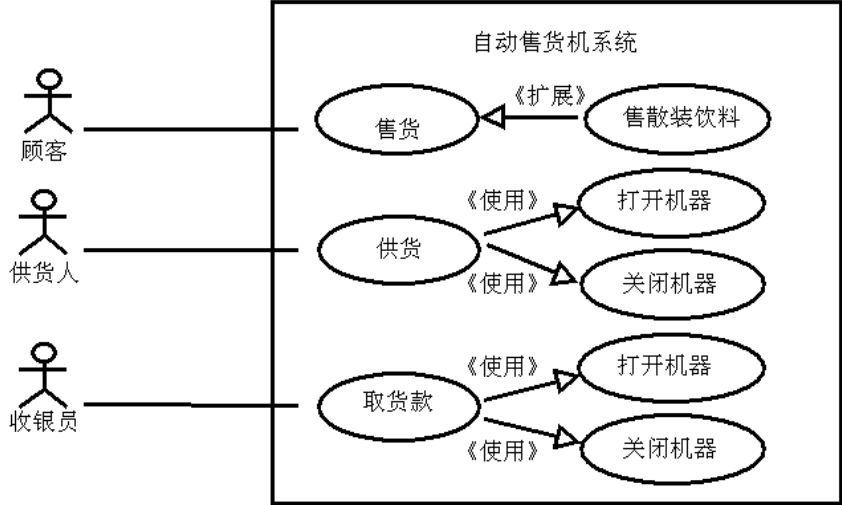 自动售货机系统
《扩展》
售货
售散装饮料
顾客
《使用》
打开机器
供货
供货人
《使用》
关闭机器
《使用》
打开机器
取货款
收银员
《使用》
关闭机器